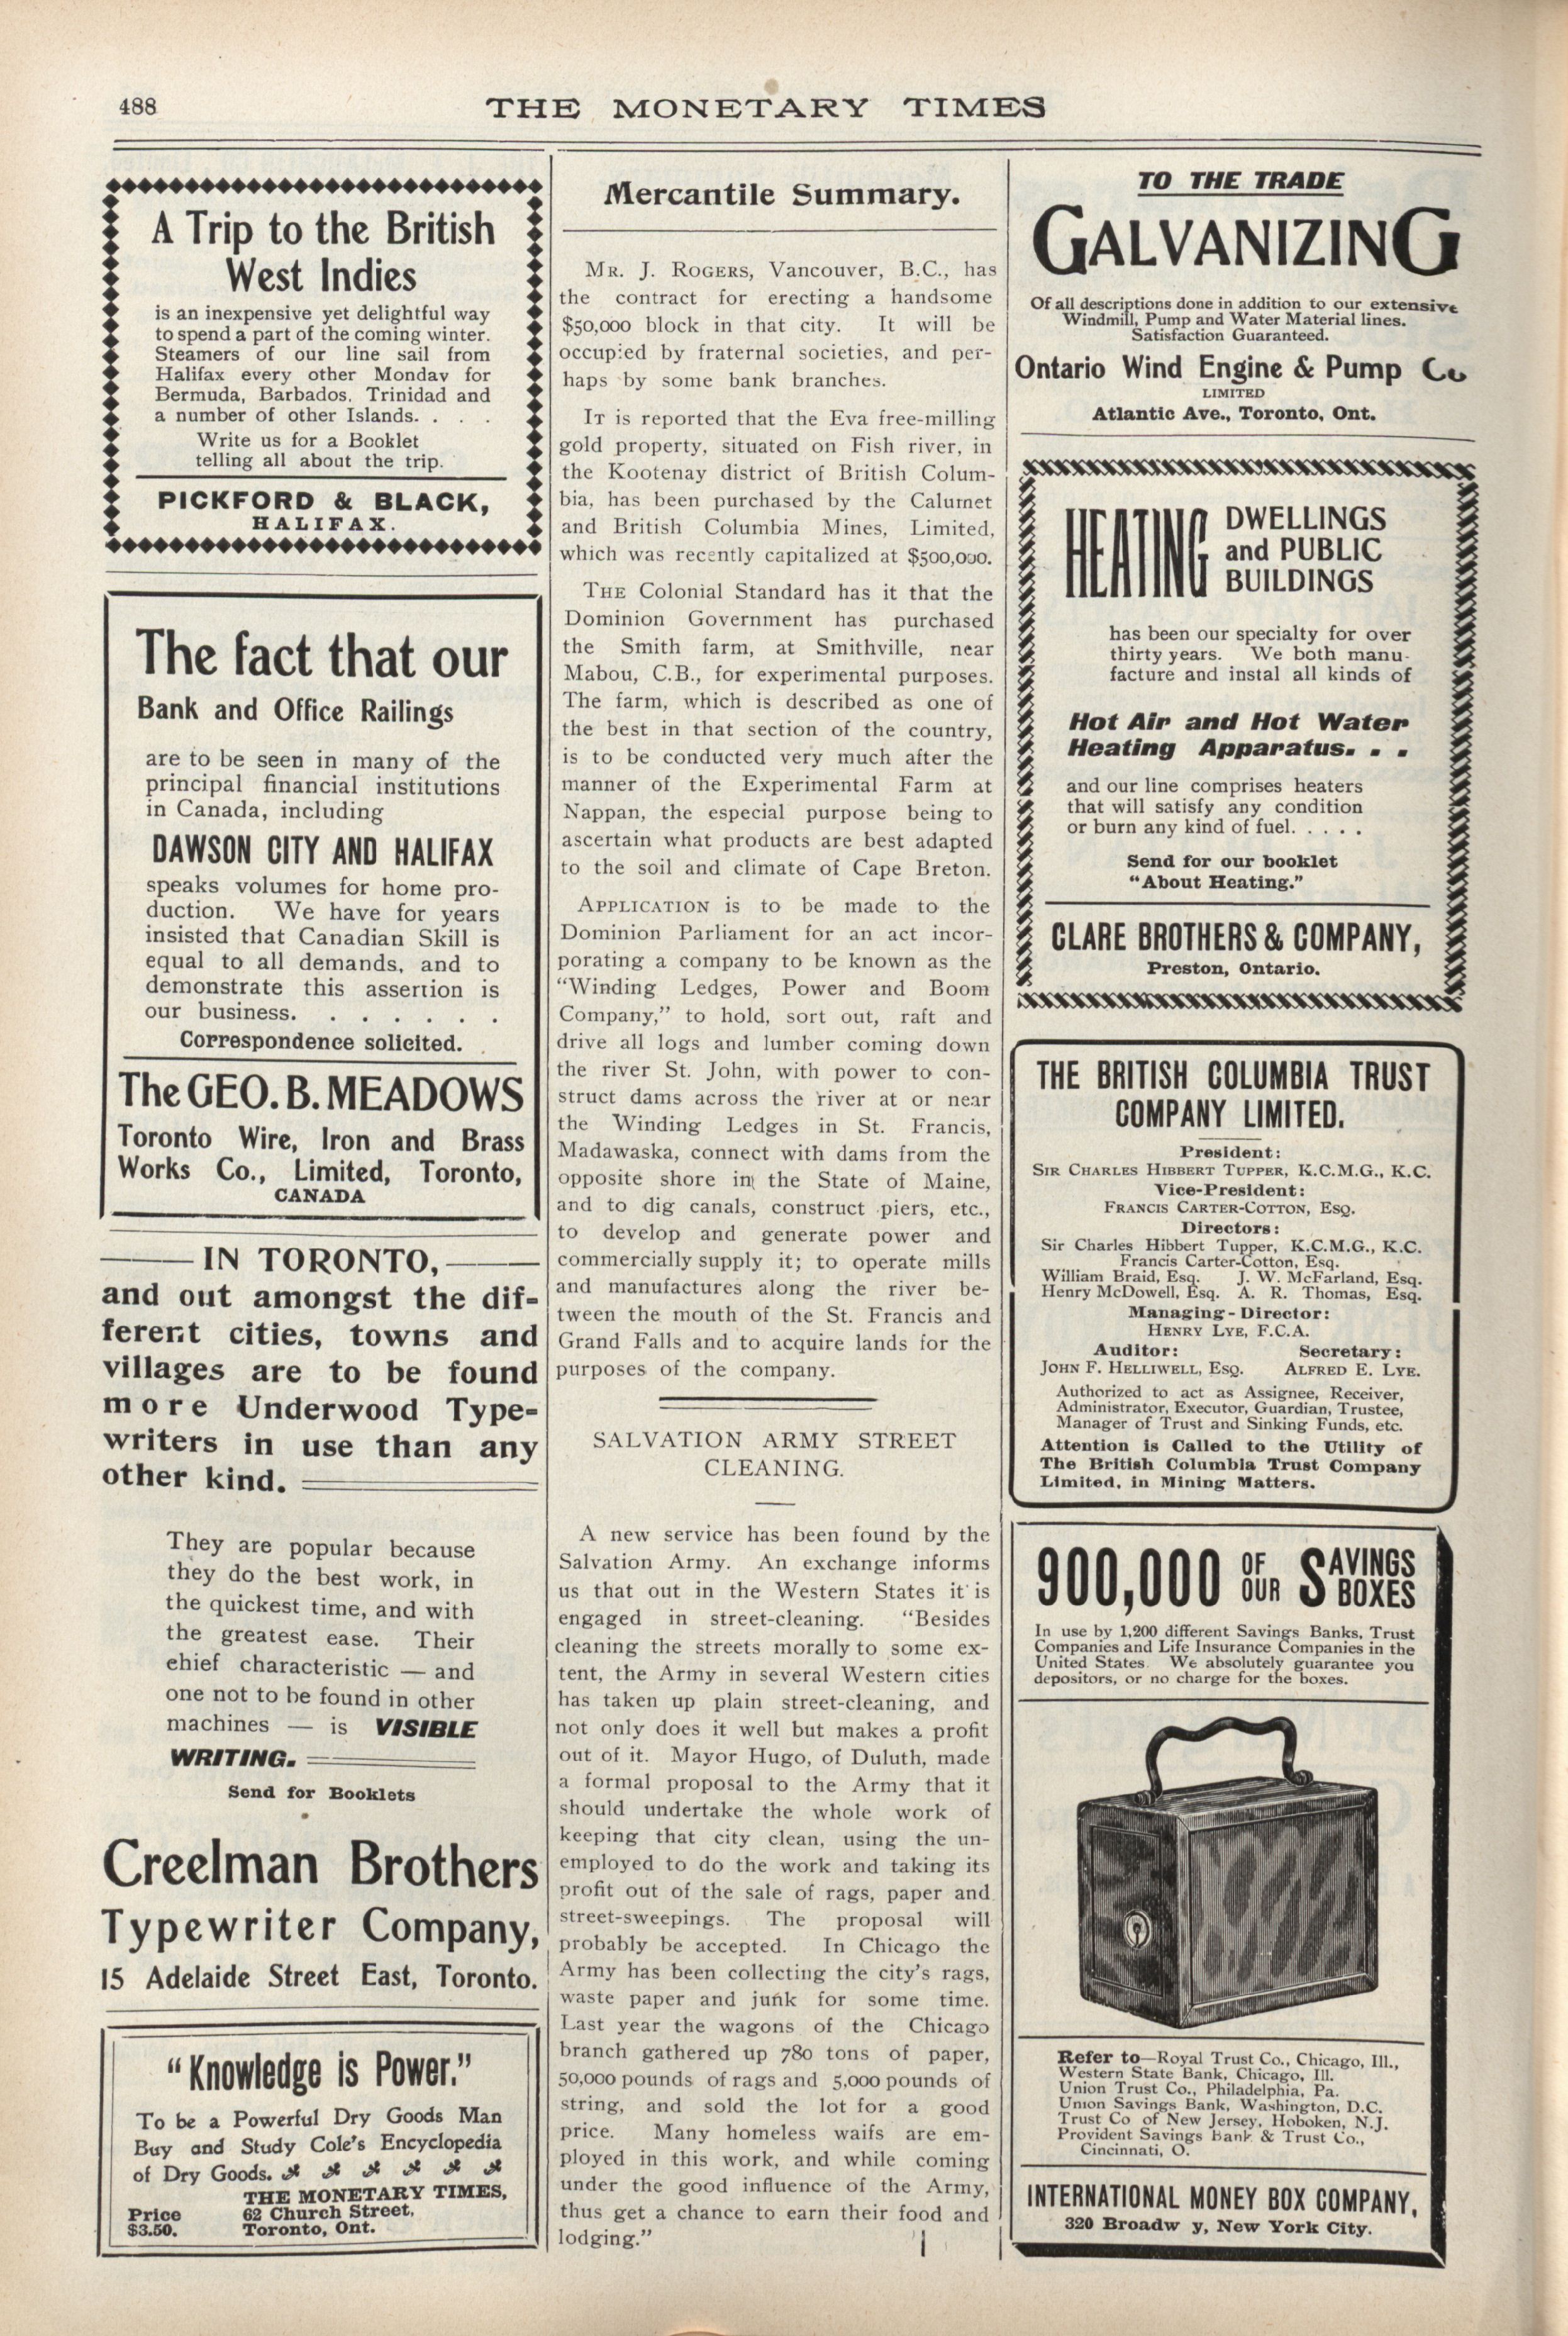 488
THE MONETARY TIMES
A Trip to the British
West Indies
is an inexpensive yet delightful way
to spend a part of the coming winter.
Steamers of our line sail from
Halifax every other Monday for
Bermuda, Barbados, Trinidad and
a number of other Islands. . . .
Write us for a Booklet
telling all about the trip.
PICKFORD & BLACK,
HALIFAX.
The fact that our
Bank and Office Railings
are to be seen in many of the
principal financial institutions
in Canada, including
DAWSON CITY AND HALIFAX
speaks volumes for home pro-
duction. We have for years
insisted that Canadian Skill is
equal to all demands, and to
demonstrate this assertion is
our business. . . . . . .
Correspondence solicited.
The GEO. B. MEADOWS
Toronto Wire, Iron and Brass
Works Co., Limited, Toronto,
CANADA
IN TORONTO,
and out amongst the dif-
ferent cities, towns and
villages are to be found
more Underwood Type-
writers in use than any
other kind.
They are popular because
they do the best work, in
the quickest time, and with
the greatest ease. Their
chief characteristic — and
one not to be found in other
machines — is VISIBLE
WRITING.
Send for Booklets
Creelman Brothers
Typewriter Company,
15 Adelaide Street East, Toronto.
"Knowledge is Power."
To be a Powerful Dry Goods Man
Buy and Study Cole's Encyclopedia
of Dry Goods.
THE MONETARY TIMES,
Price 62 Church Street,
$3.50. Toronto, Ont.
Mercantile Summary.
MR. J. ROGERS, Vancouver, B.C., has
the contract for erecting a handsome
$50,000 block in that city. It will be
occupied by fraternal societies, and per-
haps by some bank branches.
IT is reported that the Eva free-milling
gold property, situated on Fish river, in
the Kootenay district of British Colum-
bia, has been purchased by the Calumet
and British Columbia Mines, Limited,
which was recently capitalized at $500,000.
THE Colonial Standard has it that the
Dominion Government has purchased
the Smith farm, at Smithville, near
Mabou, C.B., for experimental purposes.
The farm, which is described as one of
the best in that section of the country,
is to be conducted very much after the
manner of the Experimental Farm at
Nappan, the especial purpose being to
ascertain what products are best adapted
to the soil and climate of Cape Breton.
APPLICATION is to be made to the
Dominion Parliament for an act incor-
porating a company to be known as the
"Winding Ledges, Power and Boom
Company," to hold, sort out, raft and
drive all logs and lumber coming down
the river St. John, with power to con-
struct dams across the river at or near
the Winding Ledges in St. Francis,
Madawaska, connect with dams from the
opposite shore in the State of Maine,
and to dig canals, construct piers, etc.,
to develop and generate power and
commercially supply it; to operate mills
and manufactures along the river be-
tween the mouth of the St. Francis and
Grand Falls and to acquire lands for the
purposes of the company.
SALVATION ARMY STREET
CLEANING.
A new service has been found by the
Salvation Army. An exchange informs
us that out in the Western States it is
engaged in street-cleaning. "Besides
cleaning the streets morally to some ex-
tent, the Army in several Western cities
has taken up plain street-cleaning, and
not only does it well but makes a profit
out of it. Mayor Hugo, of Duluth, made
a formal proposal to the Army that it
should undertake the whole work of
keeping that city clean, using the un-
employed to do the work and taking its
profit out of the sale of rags, paper and
street-sweepings. The proposal will
probably be accepted. In Chicago the
Army has been collecting the city's rags,
waste paper and junk for some time.
Last year the wagons of the Chicago
branch gathered up 780 tons of paper,
50,000 pounds of rags and 5,000 pounds of
string, and sold the lot for a good
price. Many homeless waifs are em-
ployed in this work, and while coming
under the good influence of the Army,
thus get a chance to earn their food and
lodging."
TO THE TRADE
GALVANIZING
Of all descriptions done in addition to our extensive
Windmill, Pump and Water Material lines.
Satisfaction Guaranteed.
Ontario Wind Engine & Pump Co
LIMITED
Atlantic Ave., Toronto, Ont.
HEATING DWELLINGS
and PUBLIC
BUILDINGS
has been our specialty for over
thirty years. We both manu-
facture and instal all kinds of
Hot Air and Hot Water
Heating Apparatus. . .
and our line comprises heaters
that will satisfy any condition
or burn any kind of fuel. . . . .
Send for our booklet
"About Heating."
CLARE BROTHERS & COMPANY,
Preston, Ontario.
THE BRITISH COLUMBIA TRUST
COMPANY LIMITED.
President:
SIR CHARLES HIBBERT TUPPER, K.C.M.G., K.C.
Vice-President:
FRANCIS CARTER-COTTON, ESQ.
Directors:
Sir Charles Hibbert Tupper, K.C.M.G., K.C.
Francis Carter-Cotton, Esq.
William Braid, Esq. J. W. McFarland, Esq.
Henry McDowell, Esq. A. R. Thomas, Esq.
Managing-Director:
HENRY LYE, F.C.A.
Auditor: Secretary:
JOHN F. HELLIWELL, ESQ. ALFRED E. LYE.
Authorized to act as Assignee, Receiver,
Administrator, Executor, Guardian, Trustee,
Manager of Trust and Sinking Funds, etc.
Attention is Called to the Utility of
The British Columbia Trust Company
Limited, in Mining Matters.
900,000 OF OUR SAVINGS BOXES
In use by 1,200 different Savings Banks, Trust
Companies and Life Insurance Companies in the
United States. We absolutely guarantee you
depositors, or no charge for the boxes.
Refer to—Royal Trust Co., Chicago, Ill.,
Western State Bank, Chicago, Ill.
Union Trust Co., Philadelphia, Pa.
Union Savings Bank, Washington, D.C.
Trust Co of New Jersey, Hoboken, N.J.
Provident Savings Bank & Trust Co.,
Cincinnati, O.
INTERNATIONAL MONEY BOX COMPANY,
320 Broadw y, New York City.